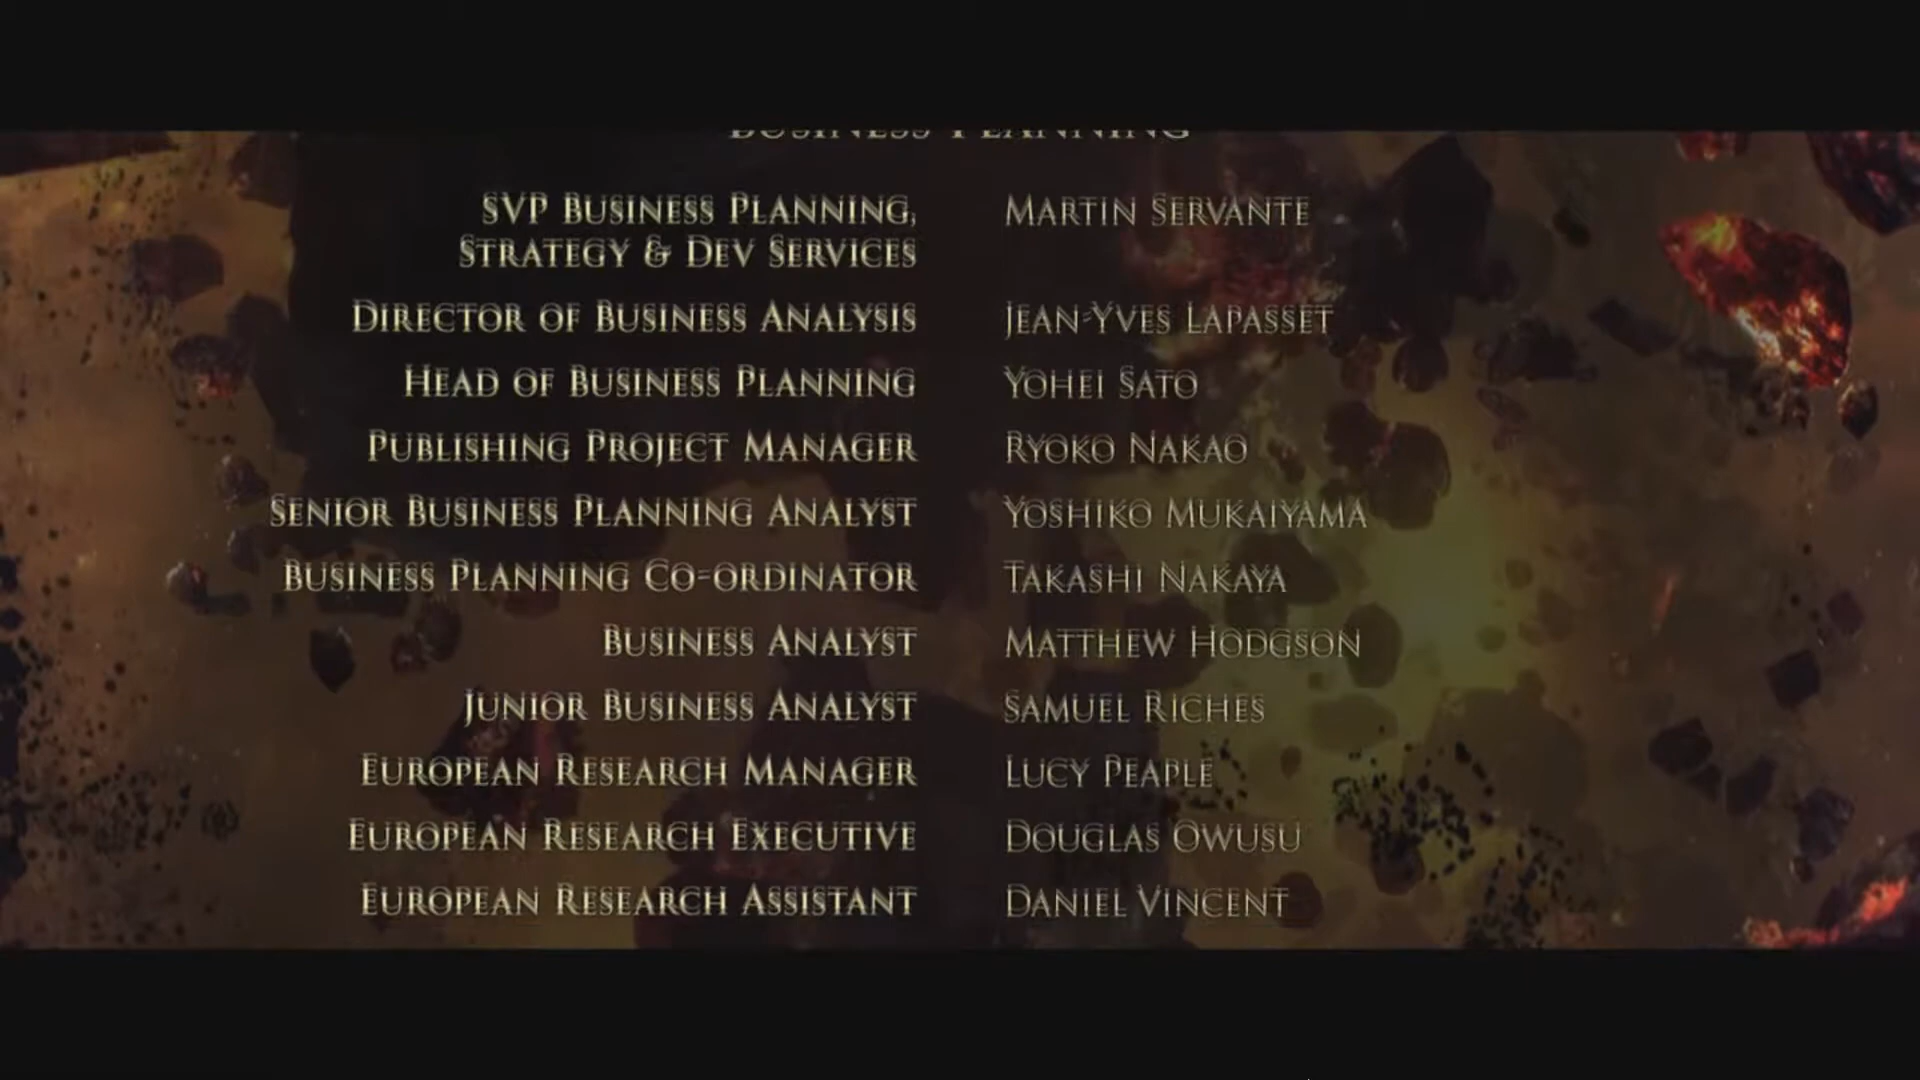 Business Planning
SVP Business Planning, Martin Servante
Strategy & Dev Services
Director of Business Analysis Jean-Yves Lapasset
Head of Business Planning Yohei Sato
Publishing Project Manager Ryoko Nakao
Senior Business Planning Analyst Yoshiko Mukaiyama
Business Planning Co-ordinator Takashi Nakaya
Business Analyst Matthew Hodgson
Junior Business Analyst Samuel Riches
European Research Manager Lucy Peaple
European Research Executive Douglas Owusu
European Research Assistant Daniel Vincent